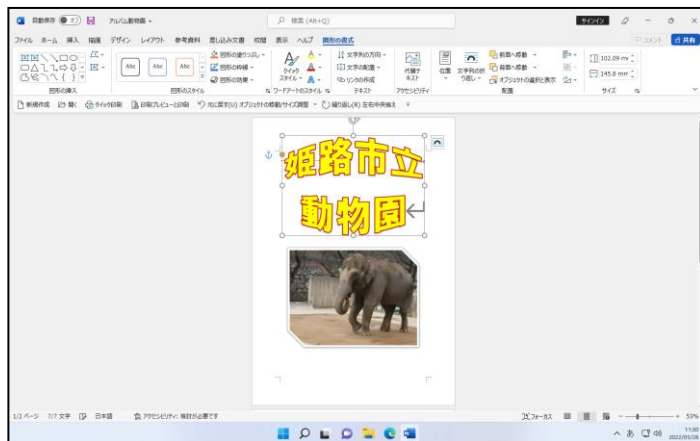 自動保存 オフ アルバム動物園 検索 (Alt+Q) サインイン
ファイル ホーム 挿入 描画 デザイン レイアウト 参考資料 差し込み文書 校閲 表示 ヘルプ 図形の書式 コメント 共有
Abc Abc Abc
図形の塗りつぶし
図形の枠線
図形の効果
クイック
スタイル
文字列の方向
文字の配置
リンクの作成
代替テ
キスト
位置
文字列の折
り返し
前面へ移動
背面へ移動
オブジェクトの選択と表示
102.09 mm
145.8 mm
図形の挿入 図形のスタイル ワードアートのスタイル テキスト アクセシビリティ 配置 サイズ
新規作成 開く クイック印刷 印刷プレビューと印刷 元に戻す(U) オブジェクトの移動/サイズ調整 繰り返し(R) 左右中央揃え
姫路市立
動物園
1/2 ページ 7/7 文字 日本語 アクセシビリティ: 検討が必要です フォーカス 53%
あ 11:30
2022/05/28